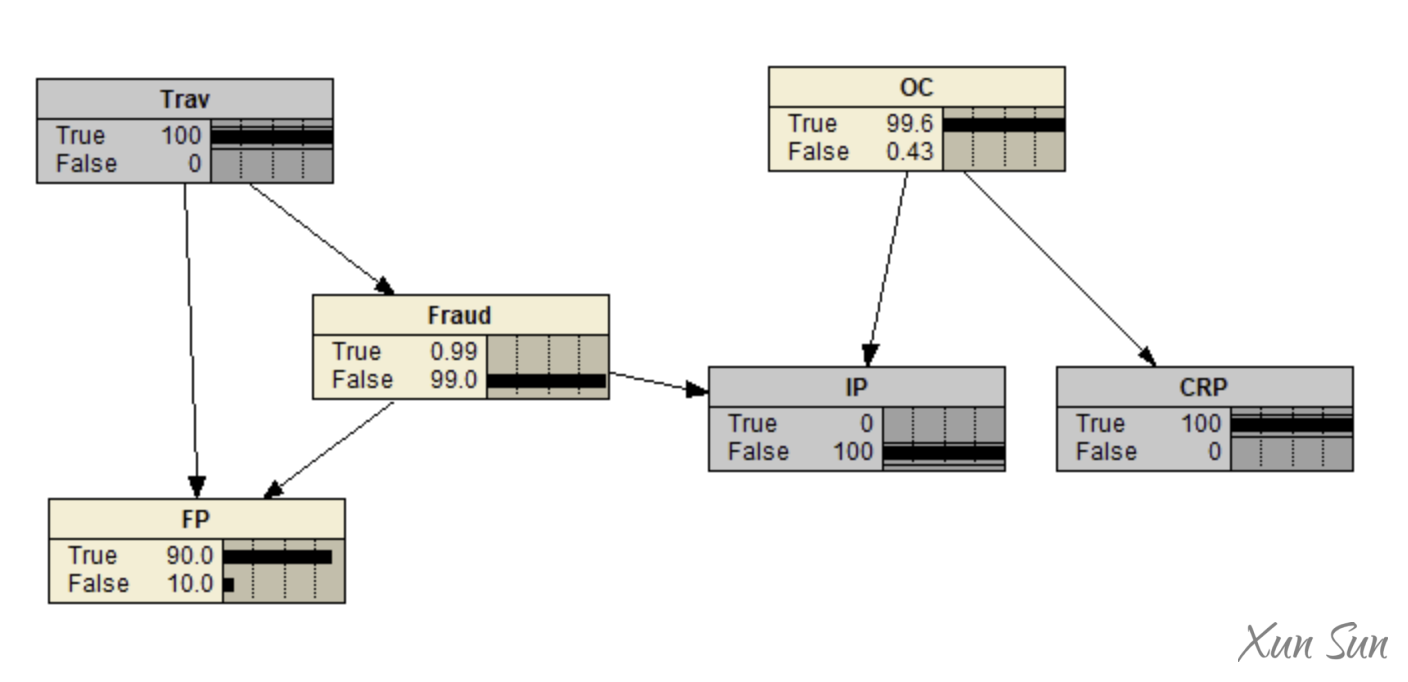 Trav
True 100
False 0
OC
True 99.6
False 0.43
Fraud
True 0.99
False 99.0
IP
True 0
False 100
CRP
True 100
False 0
FP
True 90.0
False 10.0
Xun Sun